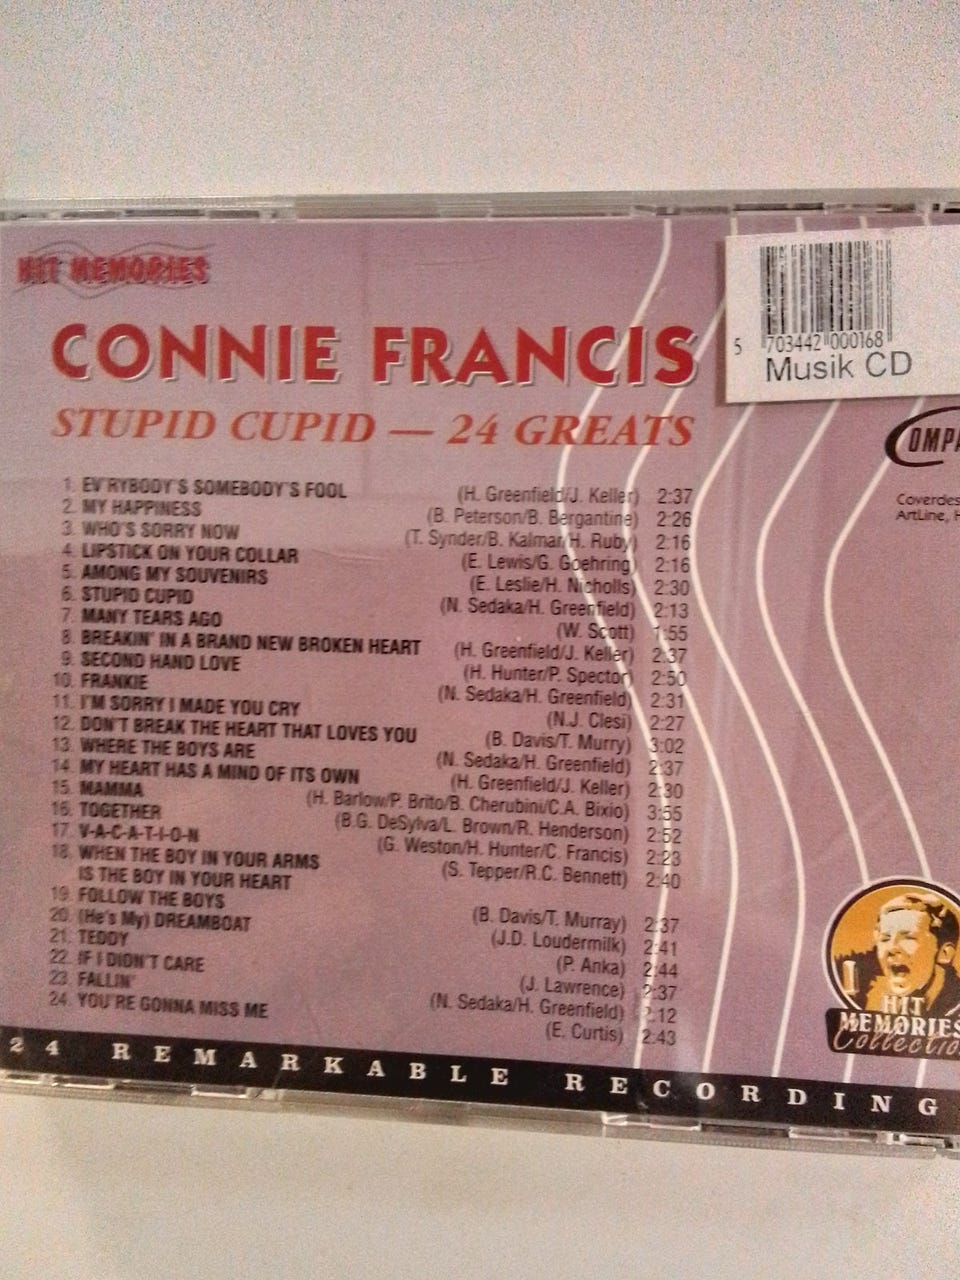 HIT MEMORIES
CONNIE FRANCIS
STUPID CUPID — 24 GREATS
5 703442 000168
Musik CD
COMPA
Coverdes
ArtLine, H
1. EV'RYBODY'S SOMEBODY'S FOOL (H. Greenfield/J. Keller) 2:37
2. MY HAPPINESS (B. Peterson/B. Bergantine) 2:26
3. WHO'S SORRY NOW (T. Synder/B. Kalmar/H. Ruby) 2:16
4. LIPSTICK ON YOUR COLLAR (E. Lewis/G. Goehring) 2:16
5. AMONG MY SOUVENIRS (E. Leslie/H. Nicholls) 2:30
6. STUPID CUPID (N. Sedaka/H. Greenfield) 2:13
7. MANY TEARS AGO (W. Scott) 1:55
8. BREAKIN' IN A BRAND NEW BROKEN HEART (H. Greenfield/J. Keller) 2:37
9. SECOND HAND LOVE (H. Hunter/P. Spector) 2:50
10. FRANKIE (N. Sedaka/H. Greenfield) 2:31
11. I'M SORRY I MADE YOU CRY (N.J. Clesi) 2:27
12. DON'T BREAK THE HEART THAT LOVES YOU (B. Davis/T. Murry) 3:02
13. WHERE THE BOYS ARE (N. Sedaka/H. Greenfield) 2:37
14. MY HEART HAS A MIND OF ITS OWN (H. Greenfield/J. Keller) 2:30
15. MAMMA (H. Barlow/P. Brito/B. Cherubini/C.A. Bixio) 3:55
16. TOGETHER (B.G. DeSylva/L. Brown/R. Henderson) 2:52
17. V-A-C-A-T-I-O-N (G. Weston/H. Hunter/C. Francis) 2:23
18. WHEN THE BOY IN YOUR ARMS (S. Tepper/R.C. Bennett) 2:40
IS THE BOY IN YOUR HEART
19. FOLLOW THE BOYS (B. Davis/T. Murray) 2:37
20. (He's My) DREAMBOAT (J.D. Loudermilk) 2:41
21. TEDDY (P. Anka) 2:44
22. IF I DIDN'T CARE (J. Lawrence) 2:37
23. FALLIN' (N. Sedaka/H. Greenfield) 2:12
24. YOU'RE GONNA MISS ME (E. Curtis) 2:43
HIT
MEMORIES
Collectio
24 REMARKABLE RECORDING